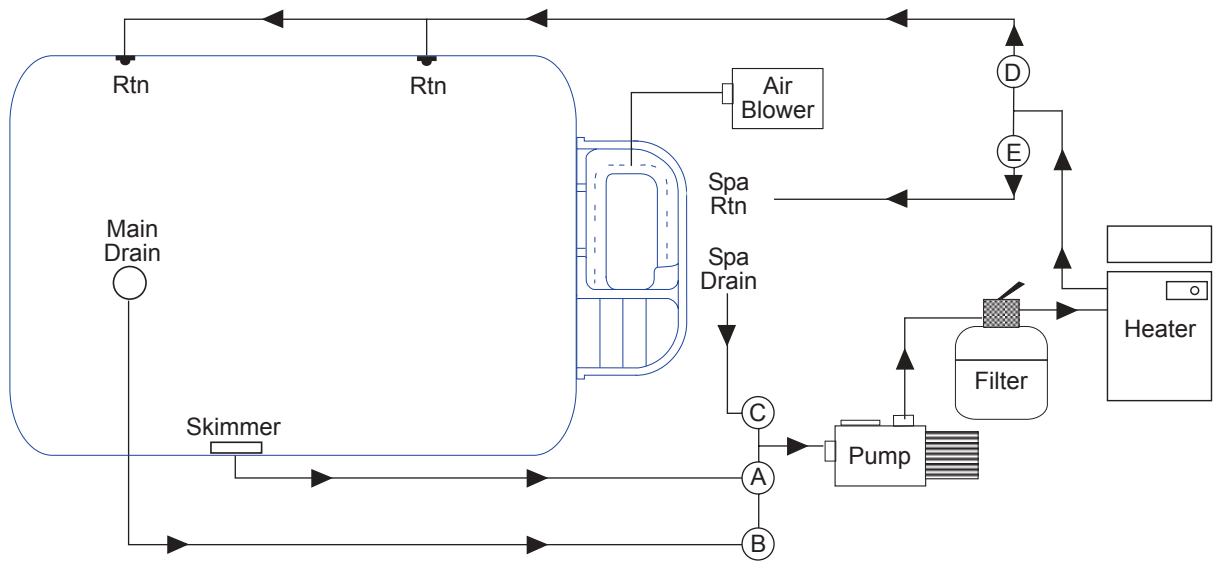 Rtn
Rtn
Air
Blower
D
E
Spa
Rtn
Main
Drain
Spa
Drain
Heater
Filter
C
Skimmer
Pump
A
B